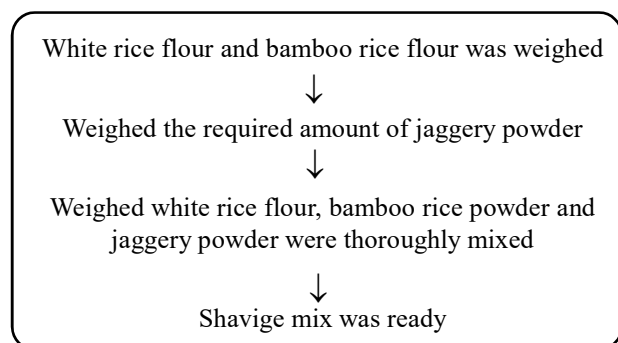 White rice flour and bamboo rice flour was weighed
↓
Weighed the required amount of jaggery powder
↓
Weighed white rice flour, bamboo rice powder and
jaggery powder were thoroughly mixed
↓
Shavige mix was ready